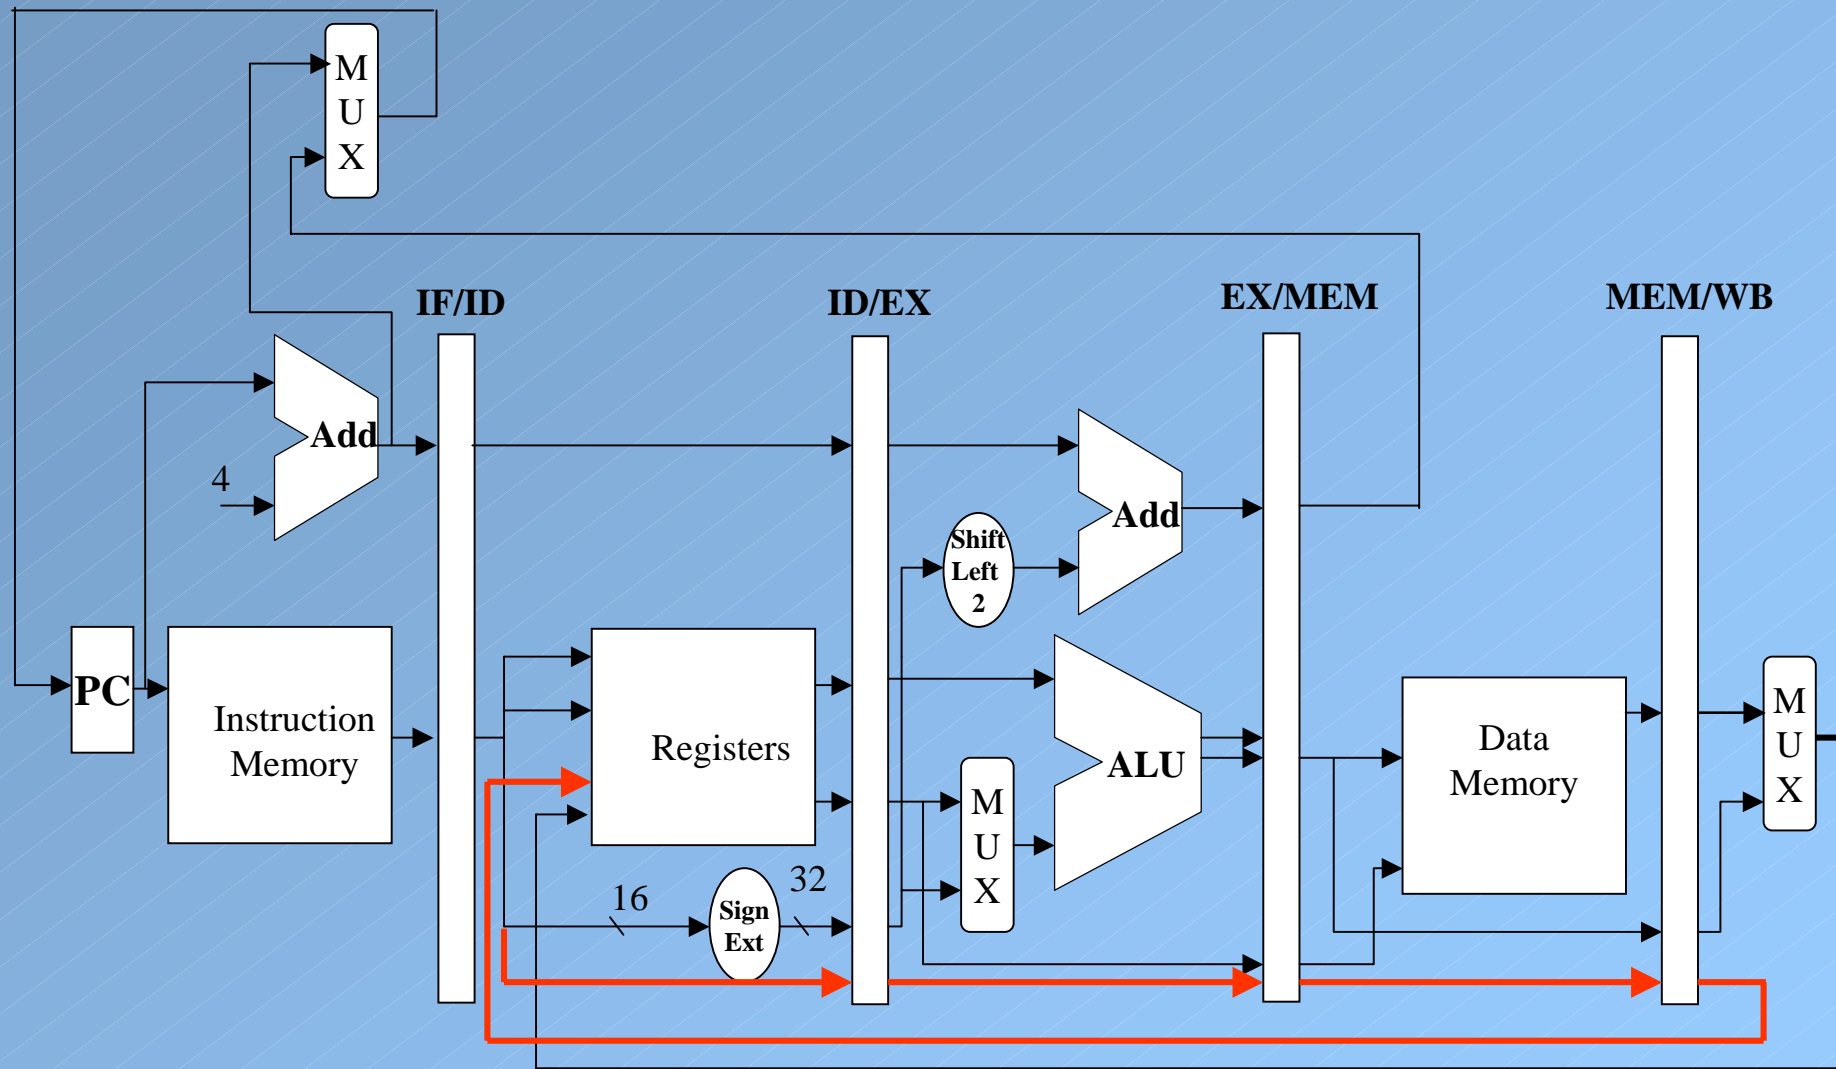 M
U
X
IF/ID
ID/EX
EX/MEM
MEM/WB
Add
4
Add
Shift
Left
2
PC
Instruction
Memory
Registers
ALU
M
U
X
Data
Memory
M
U
X
16
Sign
Ext
32